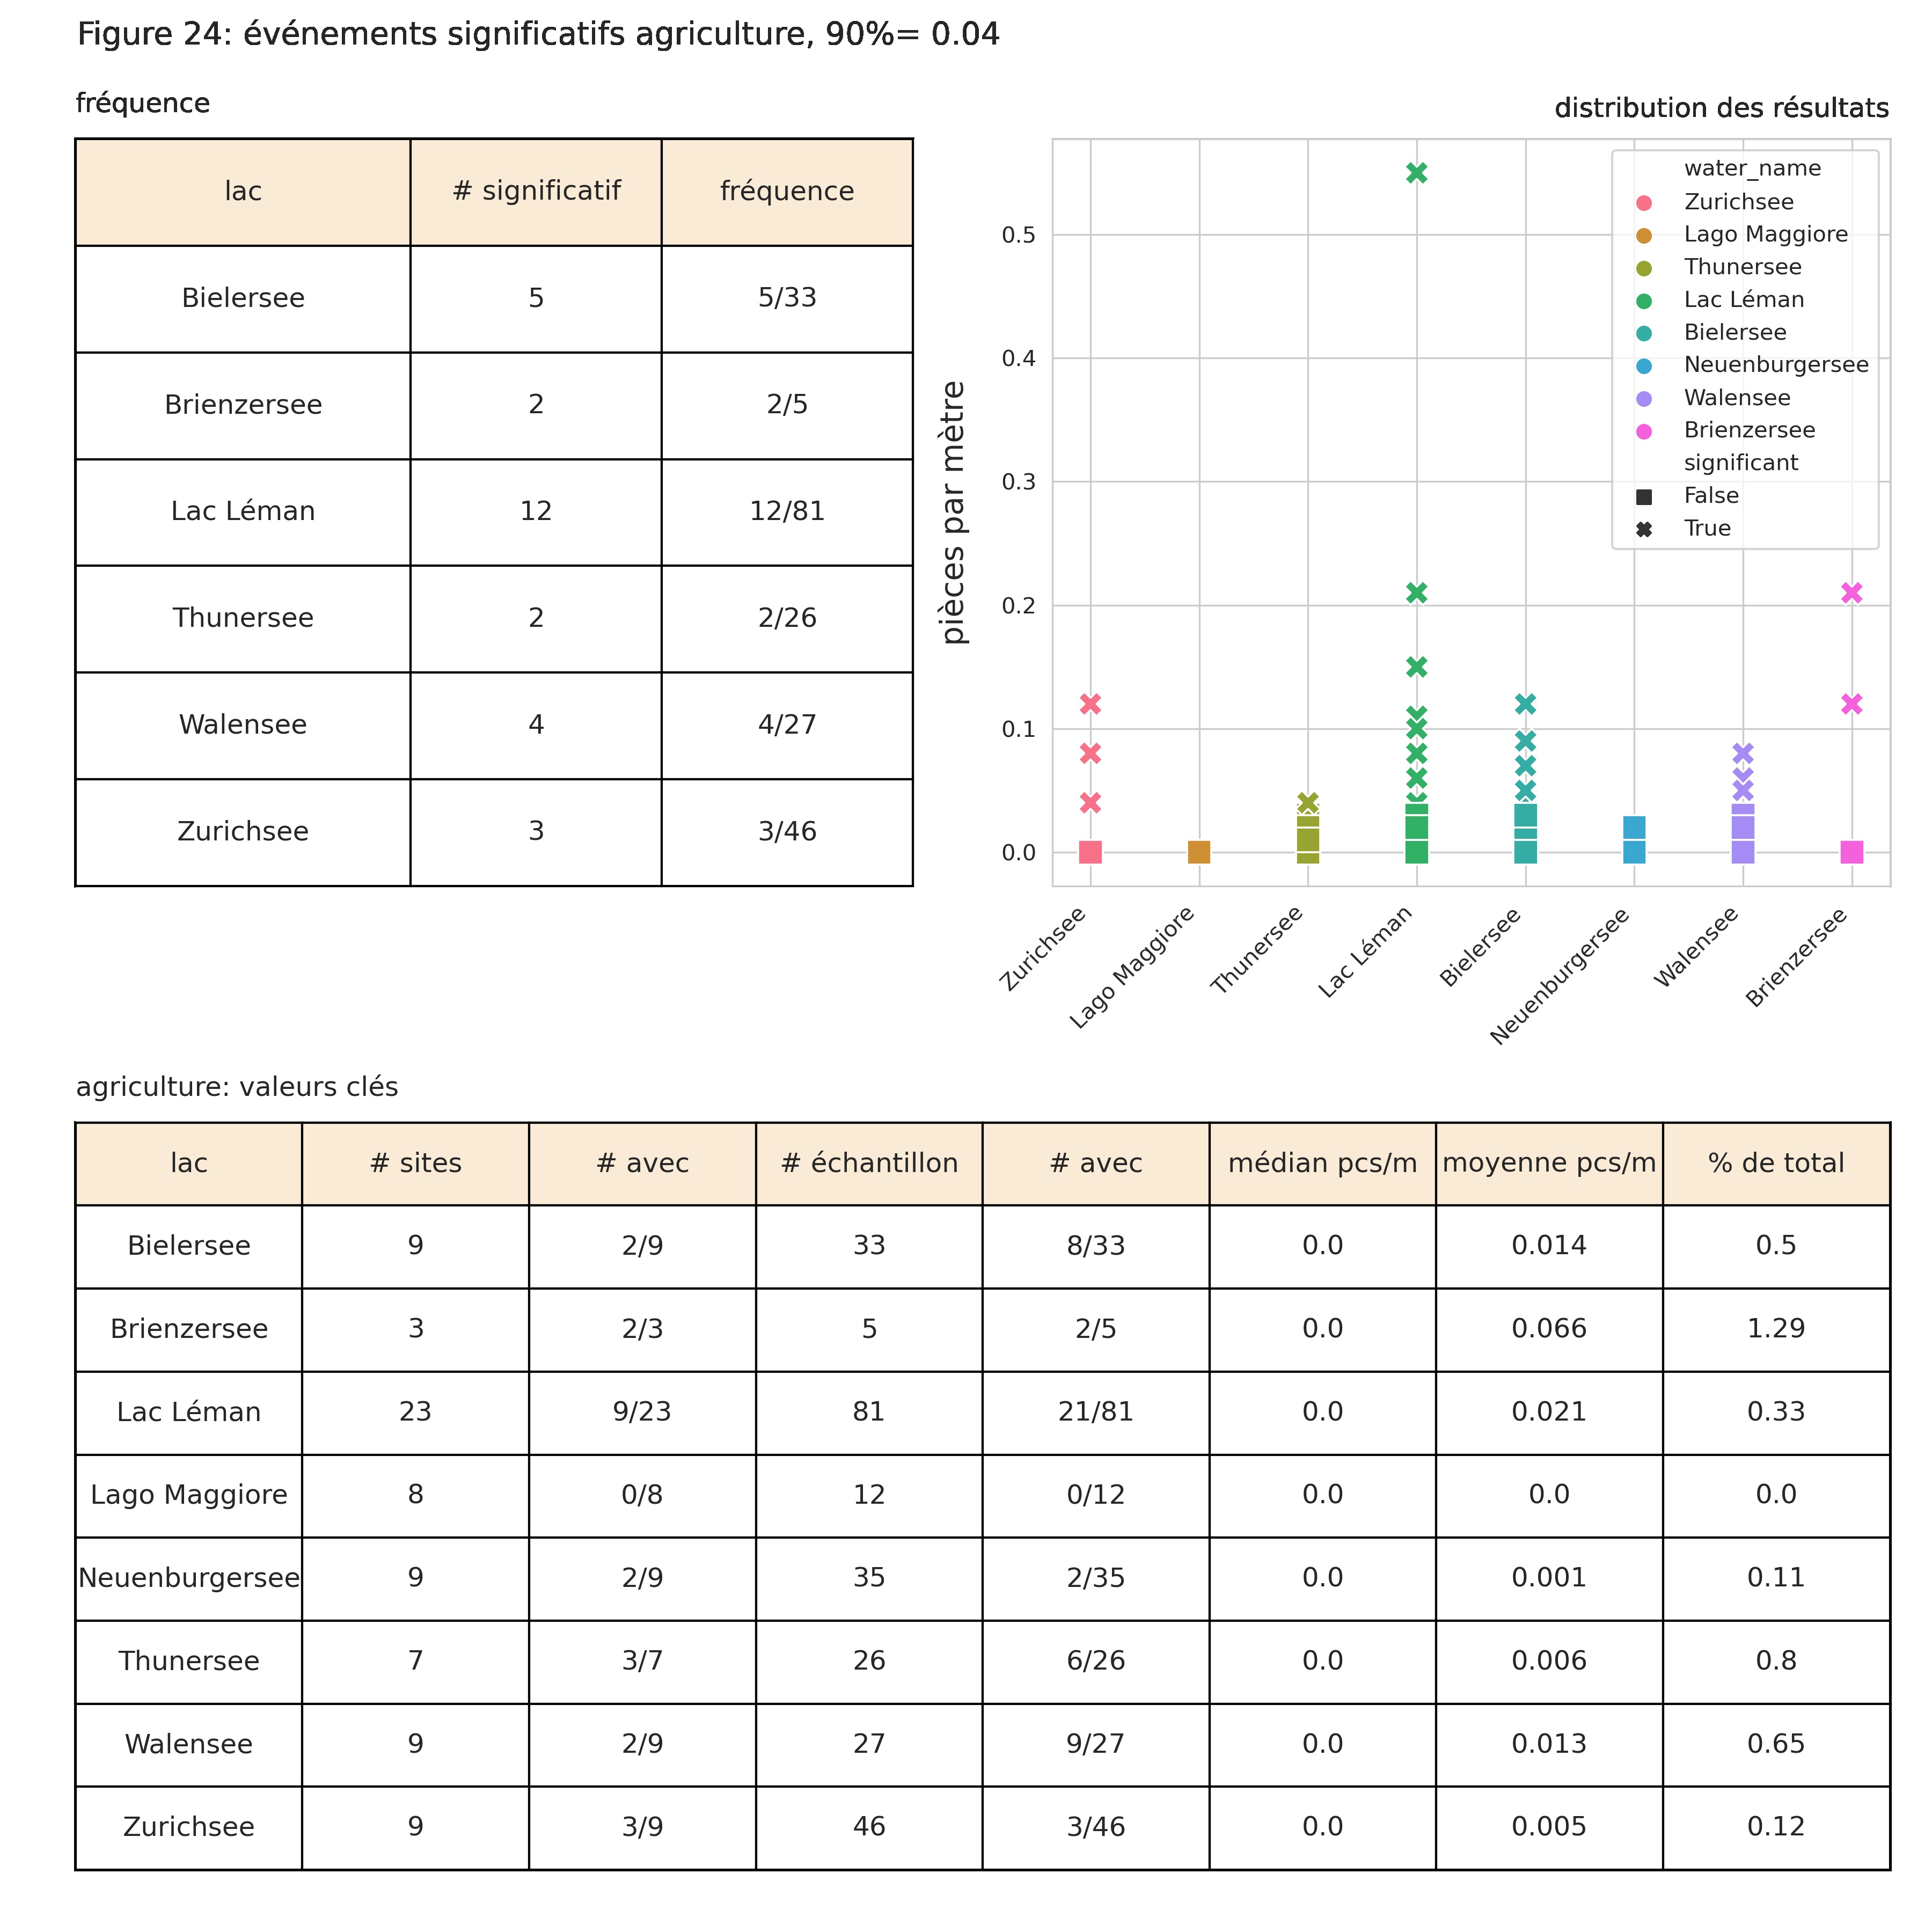 Figure 24: événements significatifs agriculture, 90%= 0.04
fréquence
lac # significatif fréquence
Bielersee 5 5/33
Brienzersee 2 2/5
Lac Léman 12 12/81
Thunersee 2 2/26
Walensee 4 4/27
Zurichsee 3 3/46
distribution des résultats
pièces par mètre
0.5
0.4
0.3
0.2
0.1
0.0
water_name
Zurichsee
Lago Maggiore
Thunersee
Lac Léman
Bielersee
Neuenburgersee
Walensee
Brienzersee
significant
False
True
Zurichsee
Lago Maggiore
Thunersee
Lac Léman
Bielersee
Neuenburgersee
Walensee
Brienzersee
agriculture: valeurs clés
lac # sites # avec # échantillon # avec médian pcs/m moyenne pcs/m % de total
Bielersee 9 2/9 33 8/33 0.0 0.014 0.5
Brienzersee 3 2/3 5 2/5 0.0 0.066 1.29
Lac Léman 23 9/23 81 21/81 0.0 0.021 0.33
Lago Maggiore 8 0/8 12 0/12 0.0 0.0 0.0
Neuenburgersee 9 2/9 35 2/35 0.0 0.001 0.11
Thunersee 7 3/7 26 6/26 0.0 0.006 0.8
Walensee 9 2/9 27 9/27 0.0 0.013 0.65
Zurichsee 9 3/9 46 3/46 0.0 0.005 0.12